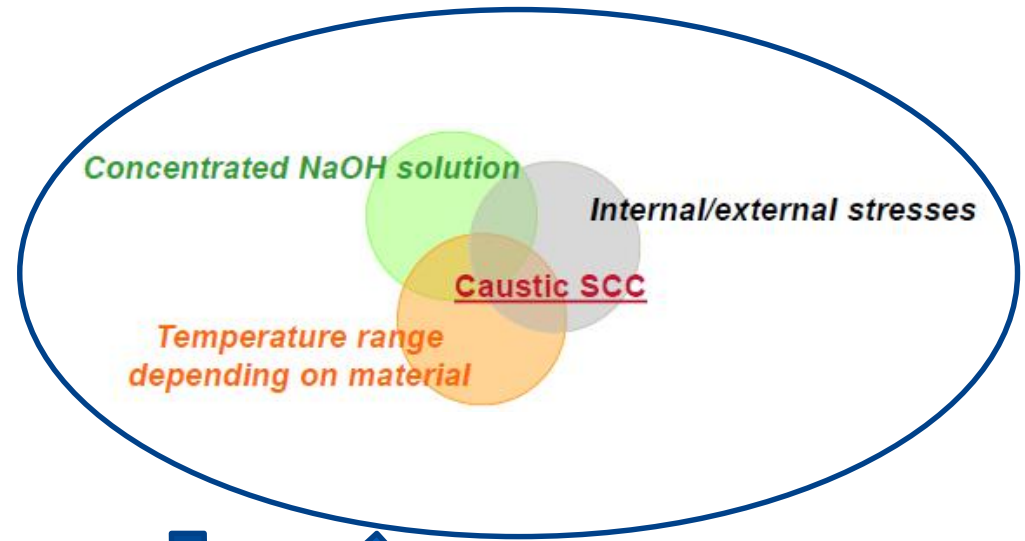 Concentrated NaOH solution
Internal/external stresses
Caustic SCC
Temperature range
depending on material